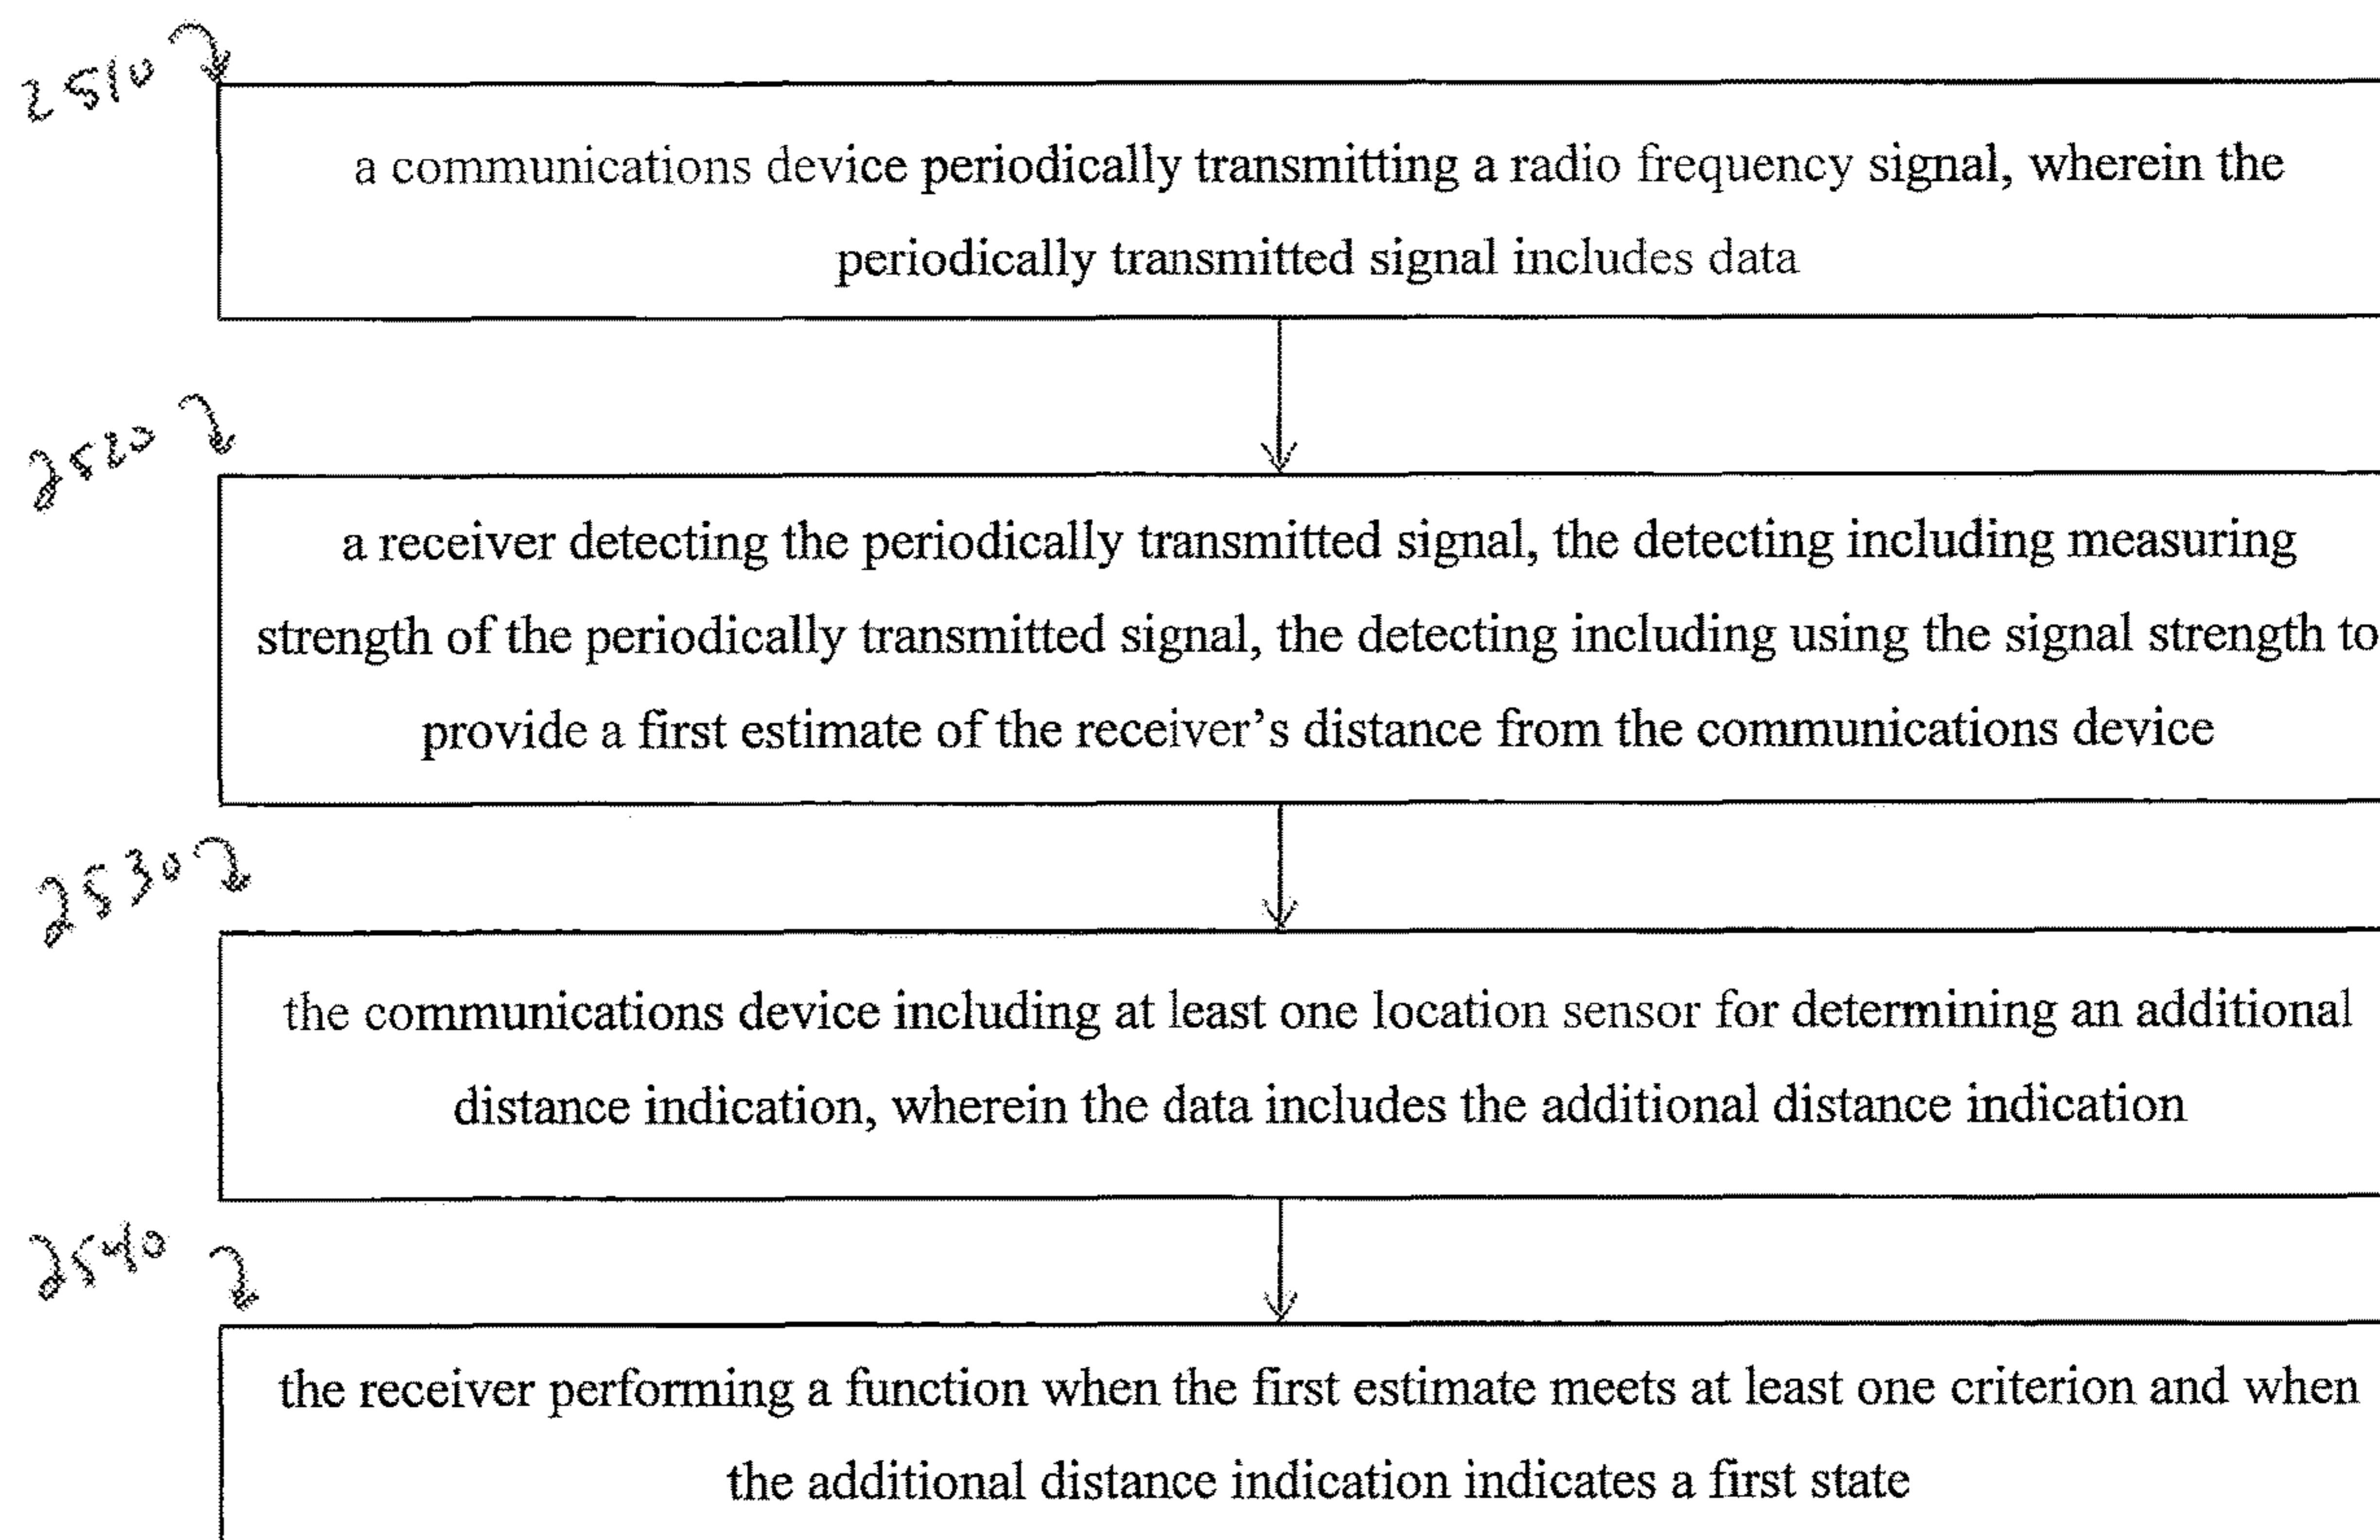 2510
a communications device periodically transmitting a radio frequency signal, wherein the
periodically transmitted signal includes data
2520
a receiver detecting the periodically transmitted signal, the detecting including measuring
strength of the periodically transmitted signal, the detecting including using the signal strength to
provide a first estimate of the receiver’s distance from the communications device
2530
the communications device including at least one location sensor for determining an additional
distance indication, wherein the data includes the additional distance indication
2540
the receiver performing a function when the first estimate meets at least one criterion and when
the additional distance indication indicates a first state